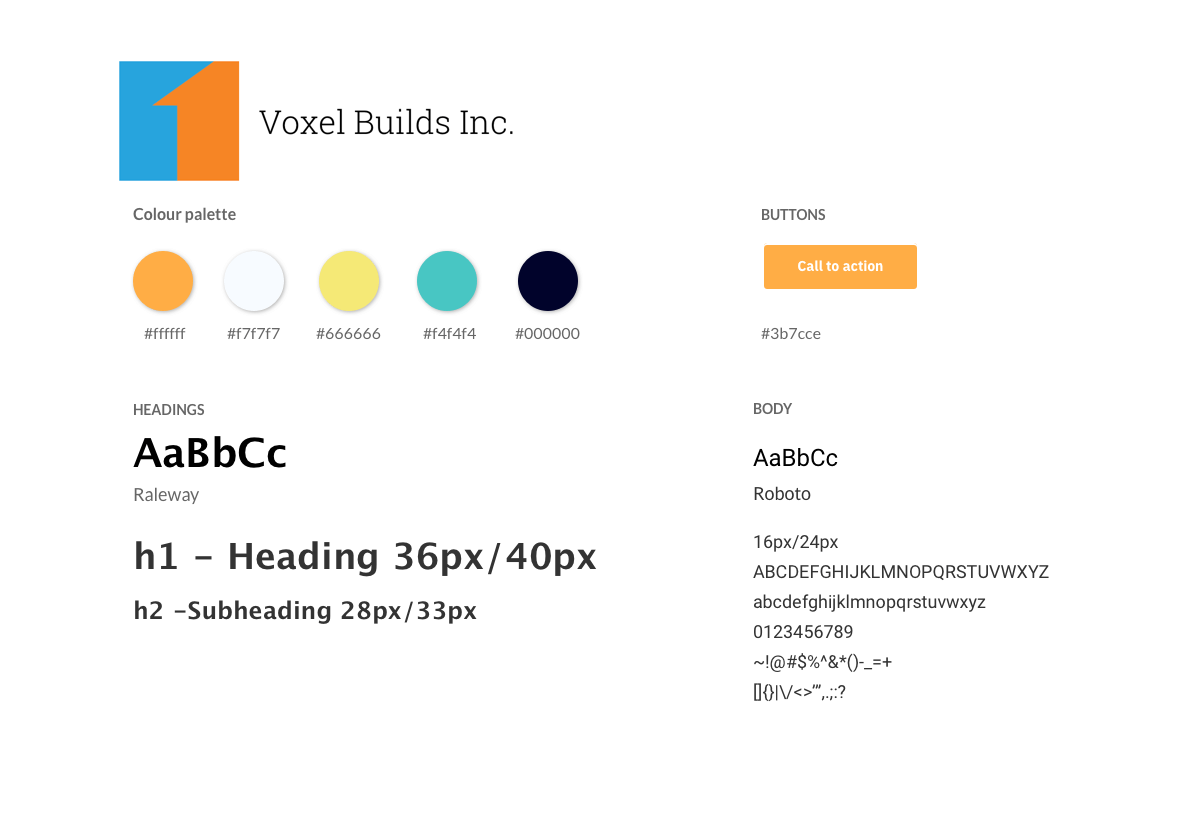 Voxel Builds Inc.
Colour palette
#ffffff
#f7f7f7
#666666
#f4f4f4
#000000
BUTTONS
Call to action
#3b7cce
HEADINGS
AaBbCc
Raleway
h1 - Heading 36px/40px
h2 -Subheading 28px/33px
BODY
AaBbCc
Roboto
16px/24px
ABCDEFGHIJKLMNOPQRSTUVWXYZ
abcdefghijklmnopqrstuvwxyz
0123456789
~!@#$%^&*()-_=+
[]{}|\/<>’”,.;:?